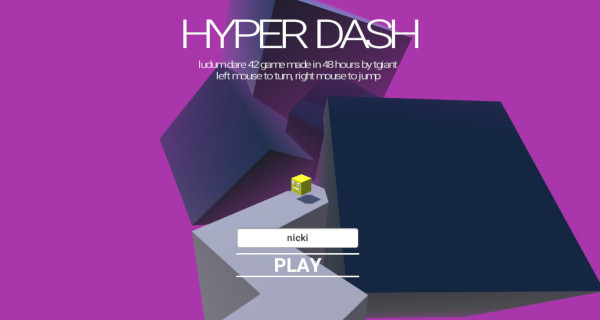 HYPER DASH
ludum dare 42 game made in 48 hours by tgiant
left mouse to turn, right mouse to jump
nicki
PLAY